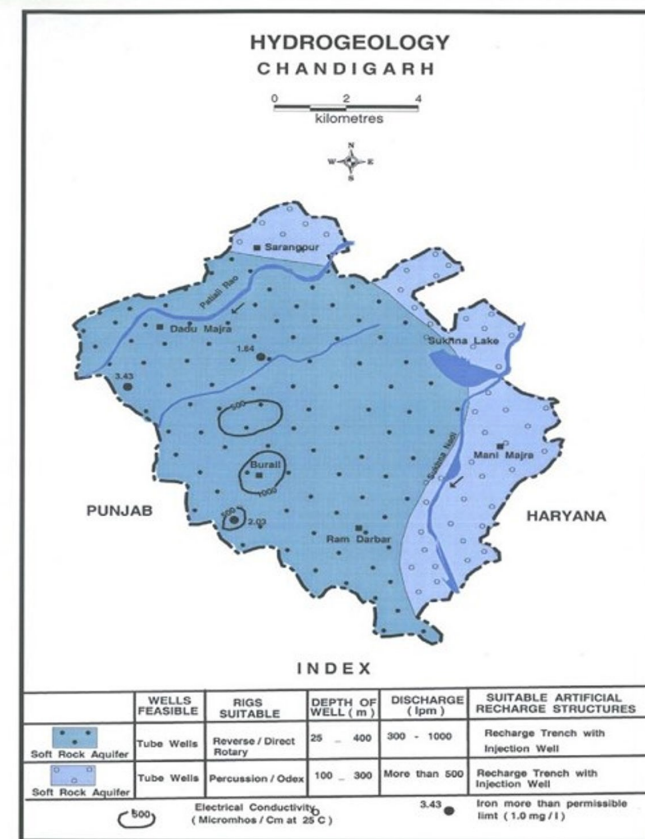 HYDROGEOLOGY
CHANDIGARH
0 2 4
kilometres
N
W E
S
Sarangpur
Patiali Rao
Dadu Majra
Sukhna Lake
1.64
3.43
500
Sukhna Nadi
Mani Majra
Burail
1000
PUNJAB
500
2.03
HARYANA
Ram Darbar
INDEX
WELLS FEASIBLE
RIGS SUITABLE
DEPTH OF WELL ( m )
DISCHARGE ( lpm )
SUITABLE ARTIFICIAL RECHARGE STRUCTURES
Soft Rock Aquifer
Tube Wells
Reverse / Direct Rotary
25 _ 400
300 - 1000
Recharge Trench with Injection Well
Soft Rock Aquifer
Tube Wells
Percussion / Odex
100 _ 300
More than 500
Recharge Trench with Injection Well
500
Electrical Conductivity
( Micromhos / Cm at 25 C )
3.43
Iron more than permissible
limt ( 1.0 mg / l )